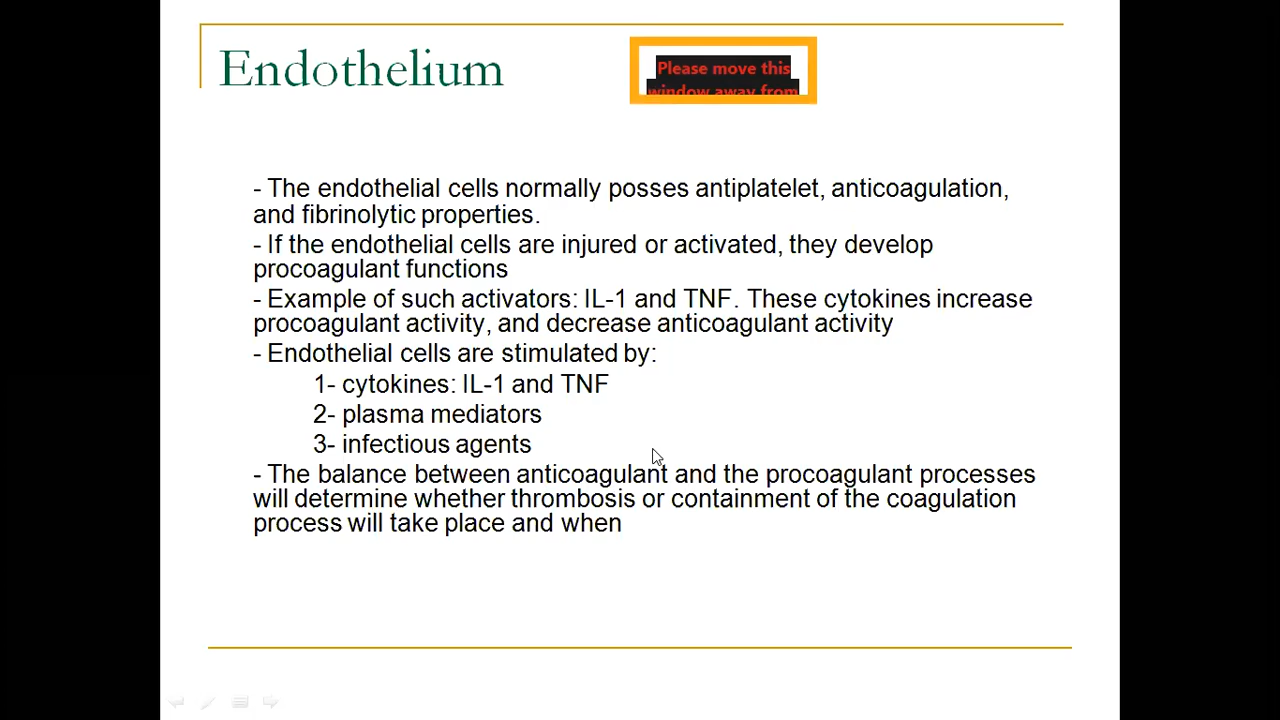 Endothelium
Please move this
window away from
- The endothelial cells normally posses antiplatelet, anticoagulation,
and fibrinolytic properties.
- If the endothelial cells are injured or activated, they develop
procoagulant functions
- Example of such activators: IL-1 and TNF. These cytokines increase
procoagulant activity, and decrease anticoagulant activity
- Endothelial cells are stimulated by:
1- cytokines: IL-1 and TNF
2- plasma mediators
3- infectious agents
- The balance between anticoagulant and the procoagulant processes
will determine whether thrombosis or containment of the coagulation
process will take place and when